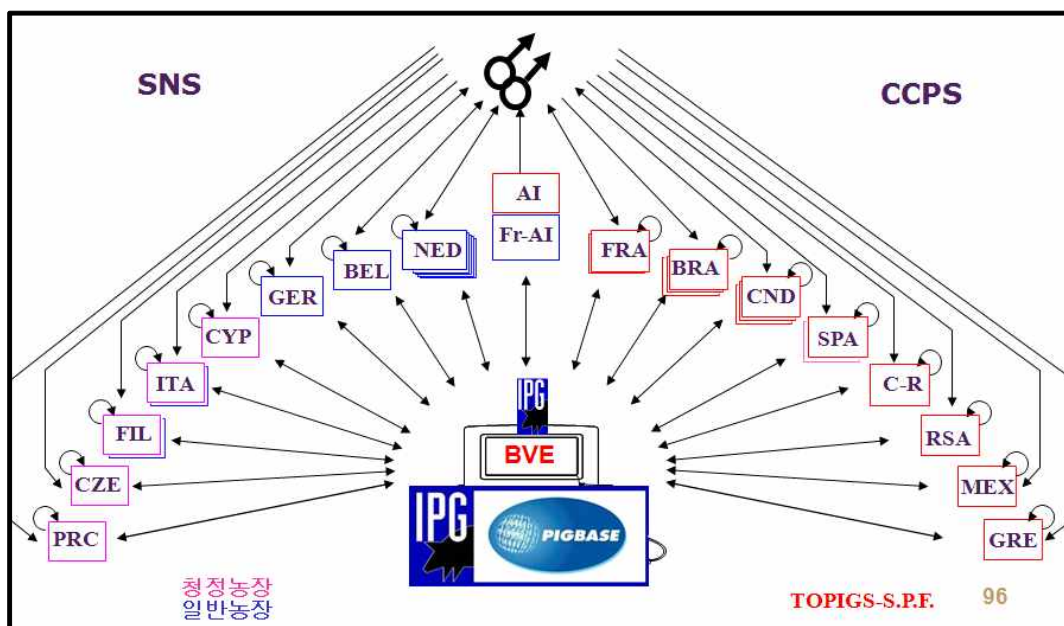 SNS
CCPS
AI
Fr-AI
NED
FRA
BEL
BRA
GER
CND
CYP
SPA
ITA
C-R
FIL
RSA
CZE
MEX
PRC
GRE
IPG
BVE
IPG
PIGBASE
청정농장
일반농장
TOPIGS-S.P.F.
96